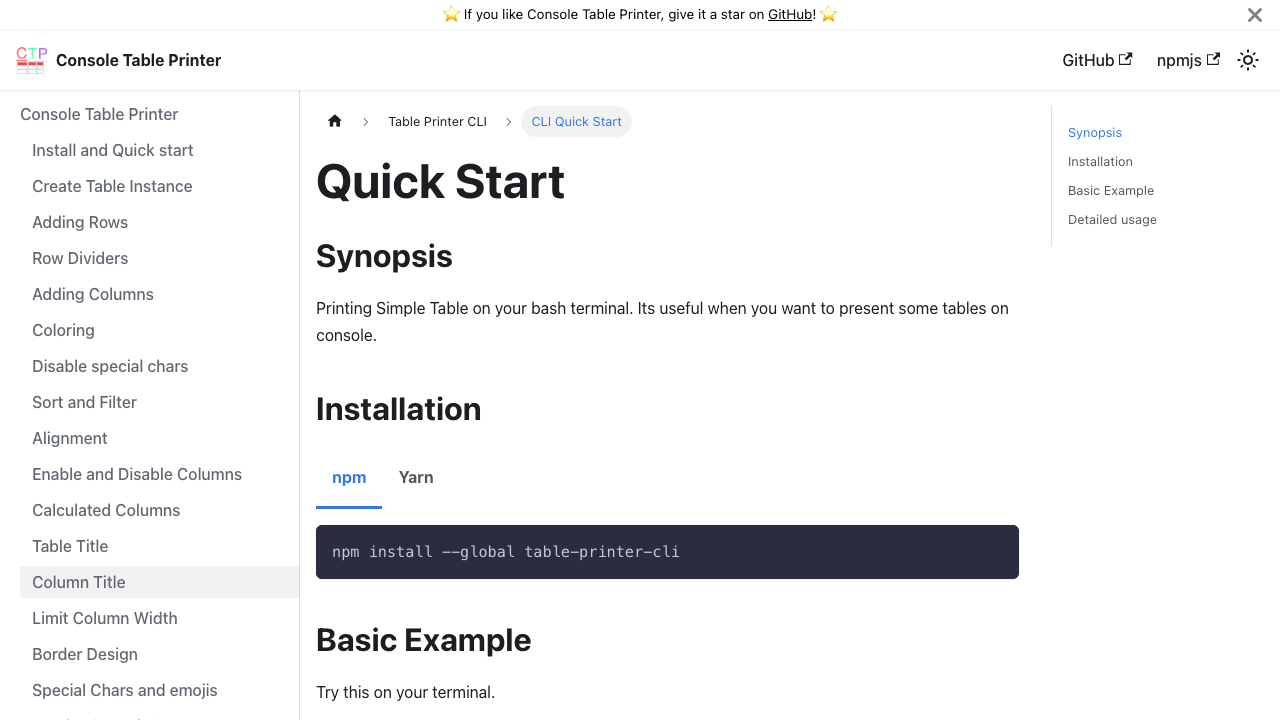 ⭐️ If you like Console Table Printer, give it a star on GitHub! ⭐️
CTP
Console Table Printer
GitHub
npmjs
Console Table Printer
Install and Quick start
Create Table Instance
Adding Rows
Row Dividers
Adding Columns
Coloring
Disable special chars
Sort and Filter
Alignment
Enable and Disable Columns
Calculated Columns
Table Title
Column Title
Limit Column Width
Border Design
Special Chars and emojis
Table Printer CLI
CLI Quick Start
Quick Start
Synopsis
Printing Simple Table on your bash terminal. Its useful when you want to present some tables on
console.
Installation
npm
Yarn
npm install --global table-printer-cli
Basic Example
Try this on your terminal.
Synopsis
Installation
Basic Example
Detailed usage